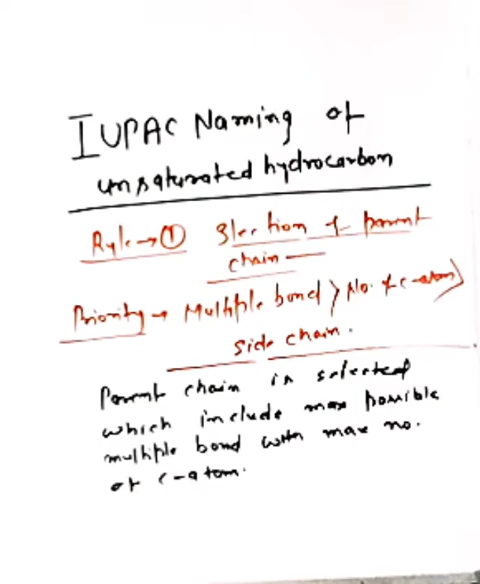 IUPAC Naming of
unsaturated hydrocarbon
Rule→① Slection of parent
chain —
Priority → Multiple bond > No. of c-atom >
side chain.
Parent chain is selected
which include max possible
multiple bond with max no.
of c-atom.